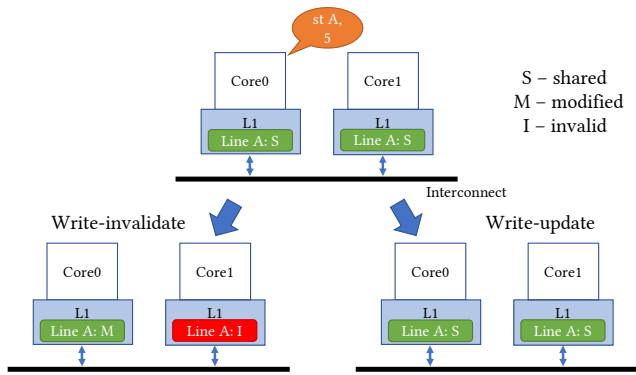 st A,
5
Core0
Core1
L1
Line A: S
L1
Line A: S
S – shared
M – modified
I – invalid
Interconnect
Write-invalidate
Write-update
Core0
Core1
L1
Line A: M
L1
Line A: I
Core0
Core1
L1
Line A: S
L1
Line A: S